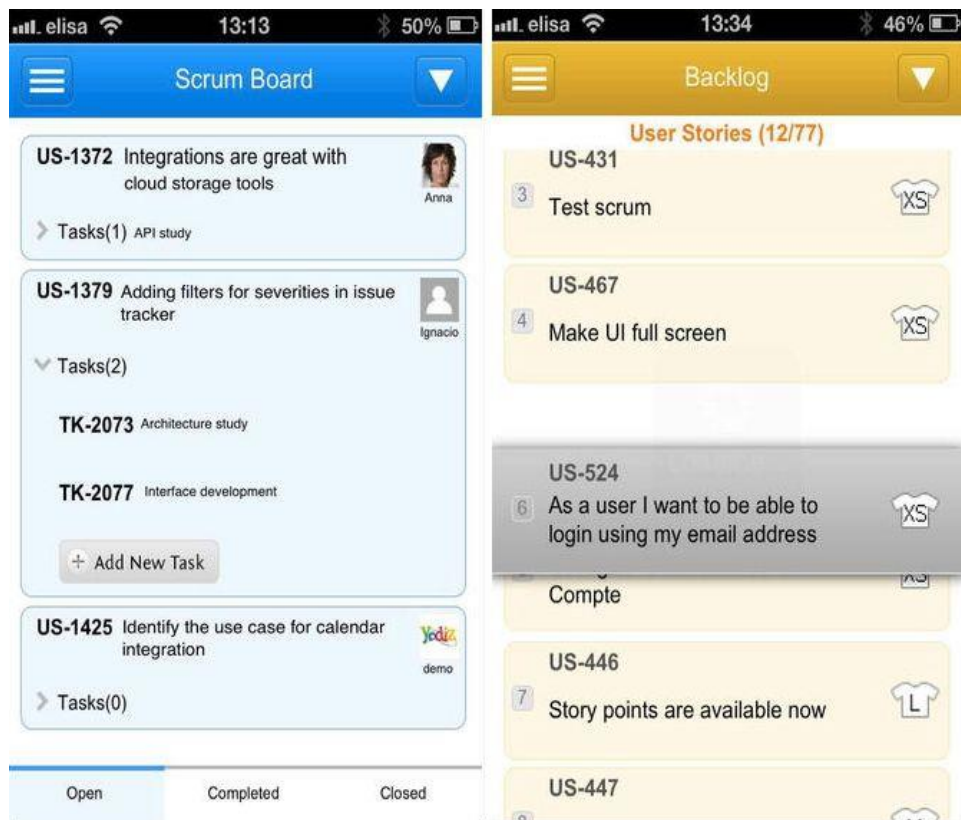 elisa 13:13 50%
Scrum Board
US-1372 Integrations are great with
cloud storage tools
Anna
Tasks(1) API study
US-1379 Adding filters for severities in issue
tracker
Ignacio
Tasks(2)
TK-2073 Architecture study
TK-2077 Interface development
+ Add New Task
US-1425 Identify the use case for calendar
integration
Yodiz
demo
Tasks(0)
Open Completed Closed
elisa 13:34 46%
Backlog
User Stories (12/77)
US-431
3 Test scrum XS
US-467
4 Make UI full screen XS
US-524
6 As a user I want to be able to
login using my email address XS
Compte XS
US-446
7 Story points are available now L
US-447